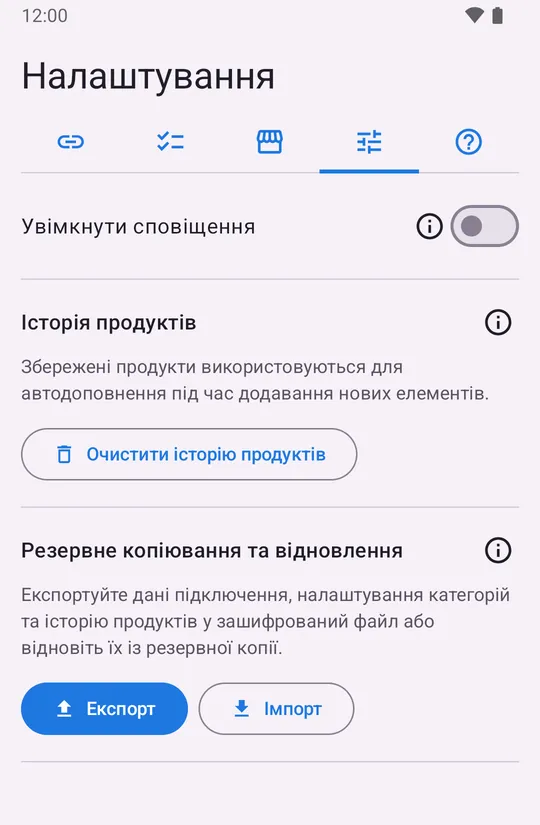 12:00
Налаштування
Увімкнути сповіщення
Історія продуктів
Збережені продукти використовуються для
автодоповнення під час додавання нових елементів.
Очистити історію продуктів
Резервне копіювання та відновлення
Експортуйте дані підключення, налаштування категорій
та історію продуктів у зашифрований файл або
відновіть їх із резервної копії.
Експорт
Імпорт